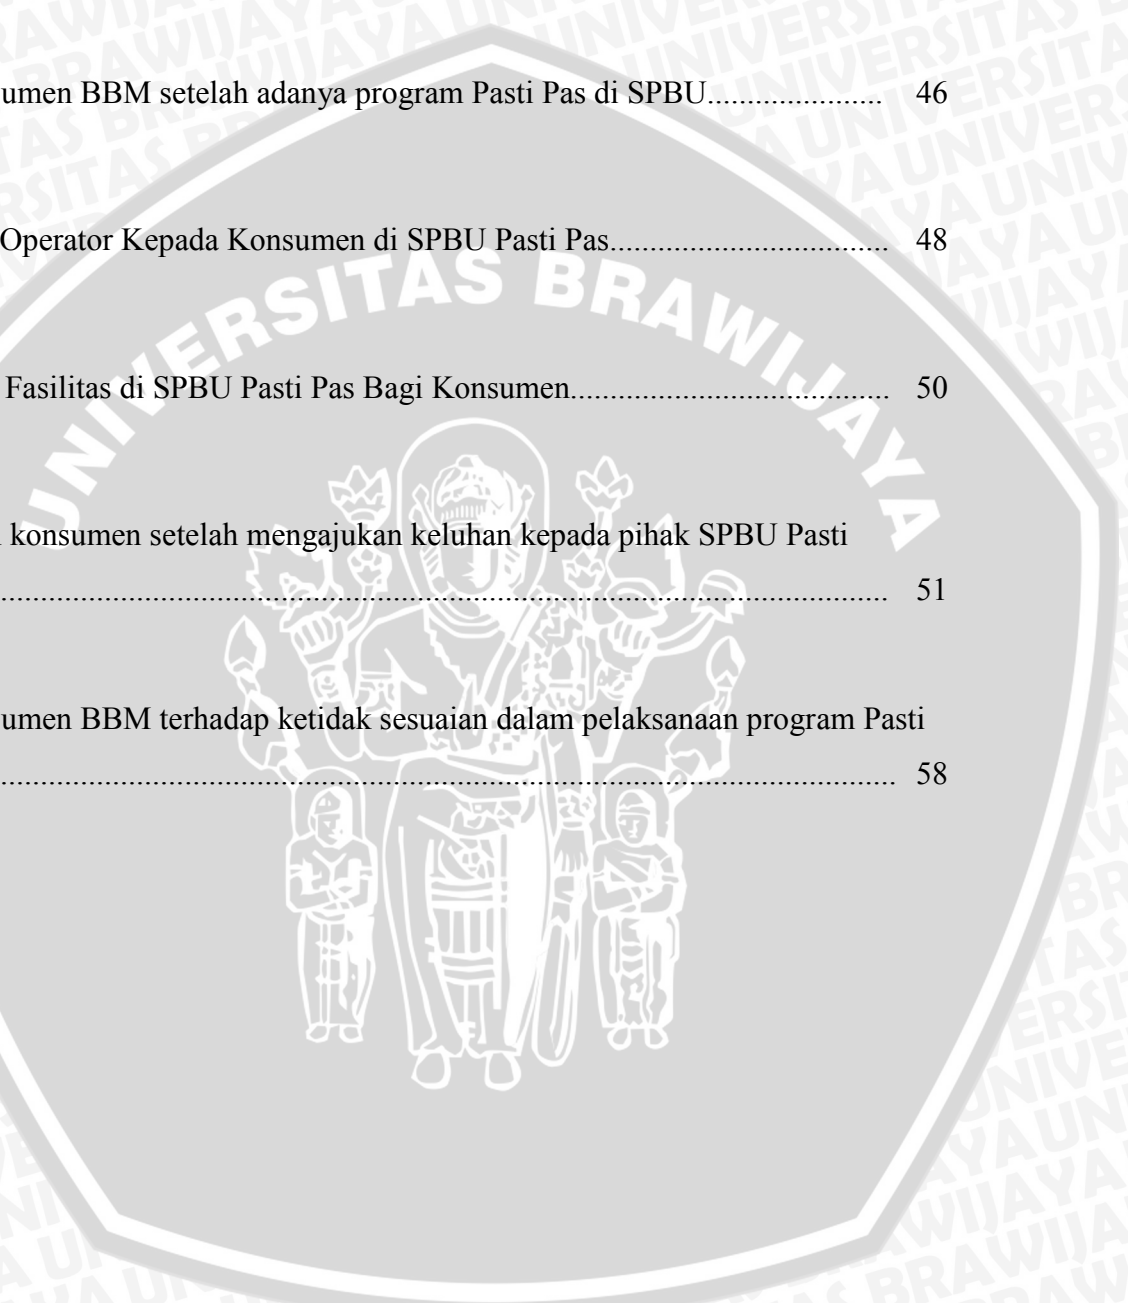 umen BBM setelah adanya program Pasti Pas di SPBU...................... 46
Operator Kepada Konsumen di SPBU Pasti Pas................................... 48
UNIVERSITAS BRAWIJAYA
Fasilitas di SPBU Pasti Pas Bagi Konsumen........................................ 50
konsumen setelah mengajukan keluhan kepada pihak SPBU Pasti
............................................................................................................... 51
umen BBM terhadap ketidak sesuaian dalam pelaksanaan program Pasti
................................................................................................................ 58